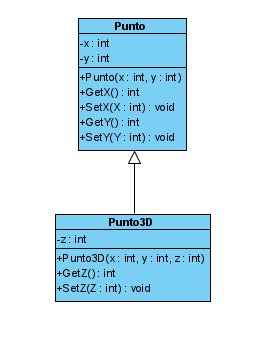 Punto
-x : int
-y : int
+Punto(x : int, y : int)
+GetX() : int
+SetX(X : int) : void
+GetY() : int
+SetY(Y : int) : void
Punto3D
-z : int
+Punto3D(x : int, y : int, z : int)
+GetZ() : int
+SetZ(Z : int) : void